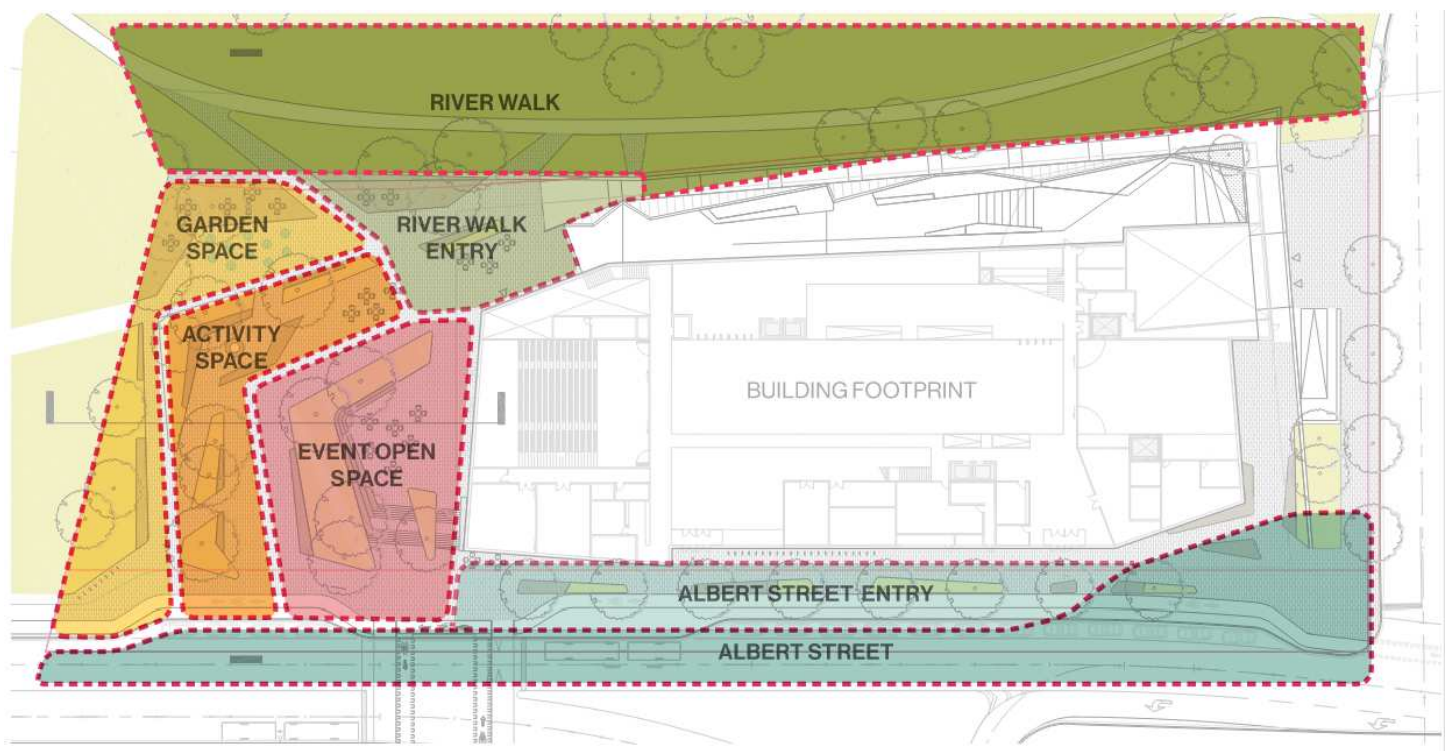 RIVER WALK
GARDEN
SPACE
RIVER WALK
ENTRY
ACTIVITY
SPACE
BUILDING FOOTPRINT
EVENT OPEN
SPACE
ALBERT STREET ENTRY
ALBERT STREET